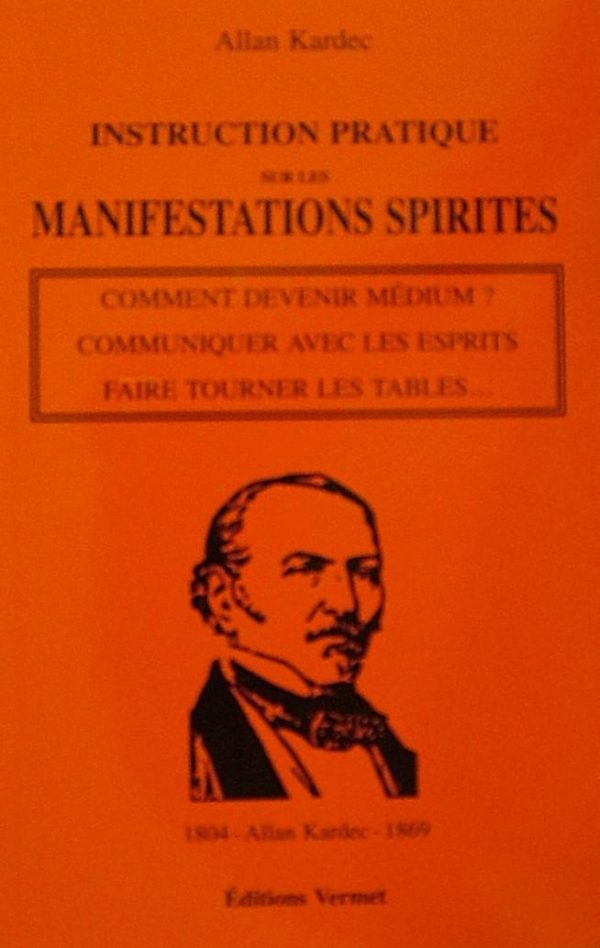 Allan Kardec
INSTRUCTION PRATIQUE
SUR LES
MANIFESTATIONS SPIRITES
COMMENT DEVENIR MÉDIUM ?
COMMUNIQUER AVEC LES ESPRITS
FAIRE TOURNER LES TABLES...
1804 - Allan Kardec - 1869
Éditions Vermet